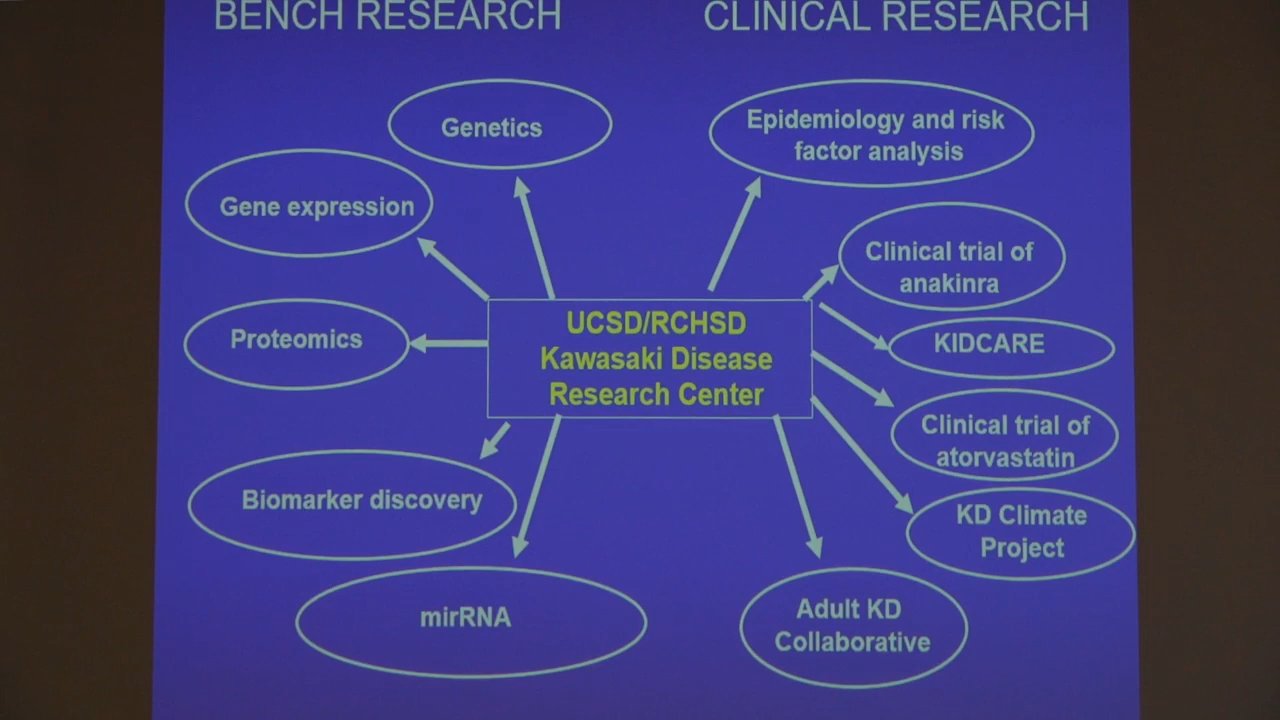 BENCH RESEARCH
CLINICAL RESEARCH
Genetics
Epidemiology and risk
factor analysis
Gene expression
Clinical trial of
anakinra
Proteomics
UCSD/RCHSD
Kawasaki Disease
Research Center
KIDCARE
Clinical trial of
atorvastatin
Biomarker discovery
KD Climate
Project
mirRNA
Adult KD
Collaborative